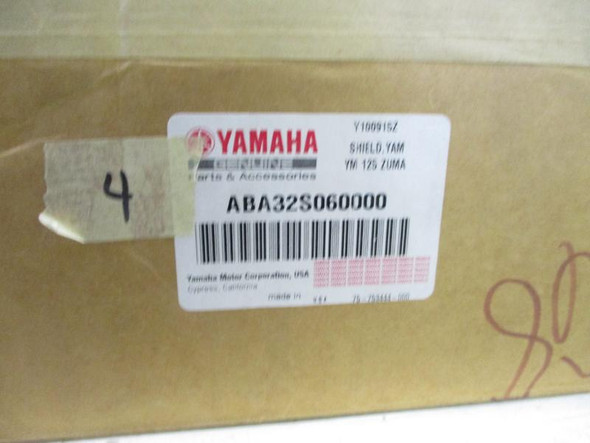 4
YAMAHA
GENUINE
Parts & Accessories
Y100915Z
SHIELD,YAM
YM 125 ZUMA
ABA32S060000
Yamaha Motor Corporation, USA
Cypress, California
made in